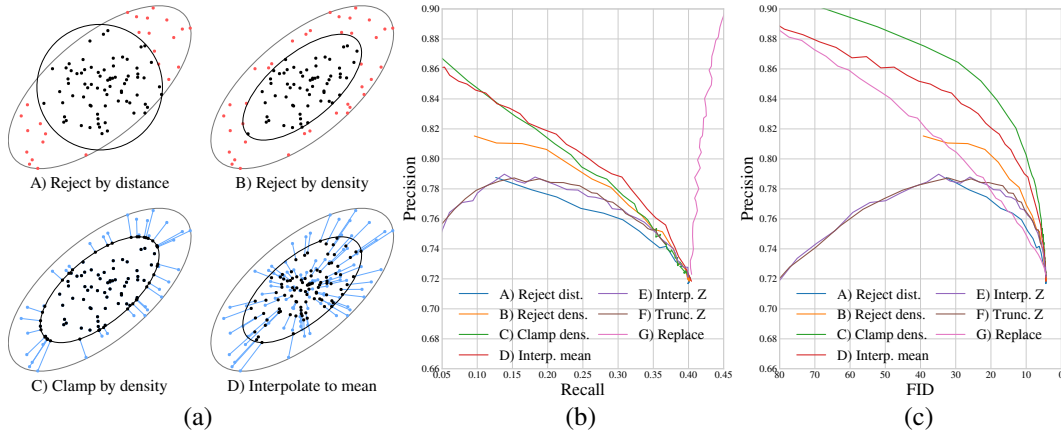 A) Reject by distance
B) Reject by density
C) Clamp by density
D) Interpolate to mean
(a)
Precision
0.90
0.88
0.86
0.84
0.82
0.80
0.78
0.76
0.74
0.72
0.70
0.68
0.66
0.05 0.10 0.15 0.20 0.25 0.30 0.35 0.40 0.45
Recall
A) Reject dist.
B) Reject dens.
C) Clamp dens.
D) Interp. mean
E) Interp. Z
F) Trunc. Z
G) Replace
(b)
Precision
0.90
0.88
0.86
0.84
0.82
0.80
0.78
0.76
0.74
0.72
0.70
0.68
0.66
80 70 60 50 40 30 20 10 0
FID
A) Reject dist.
B) Reject dens.
C) Clamp dens.
D) Interp. mean
E) Interp. Z
F) Trunc. Z
G) Replace
(c)